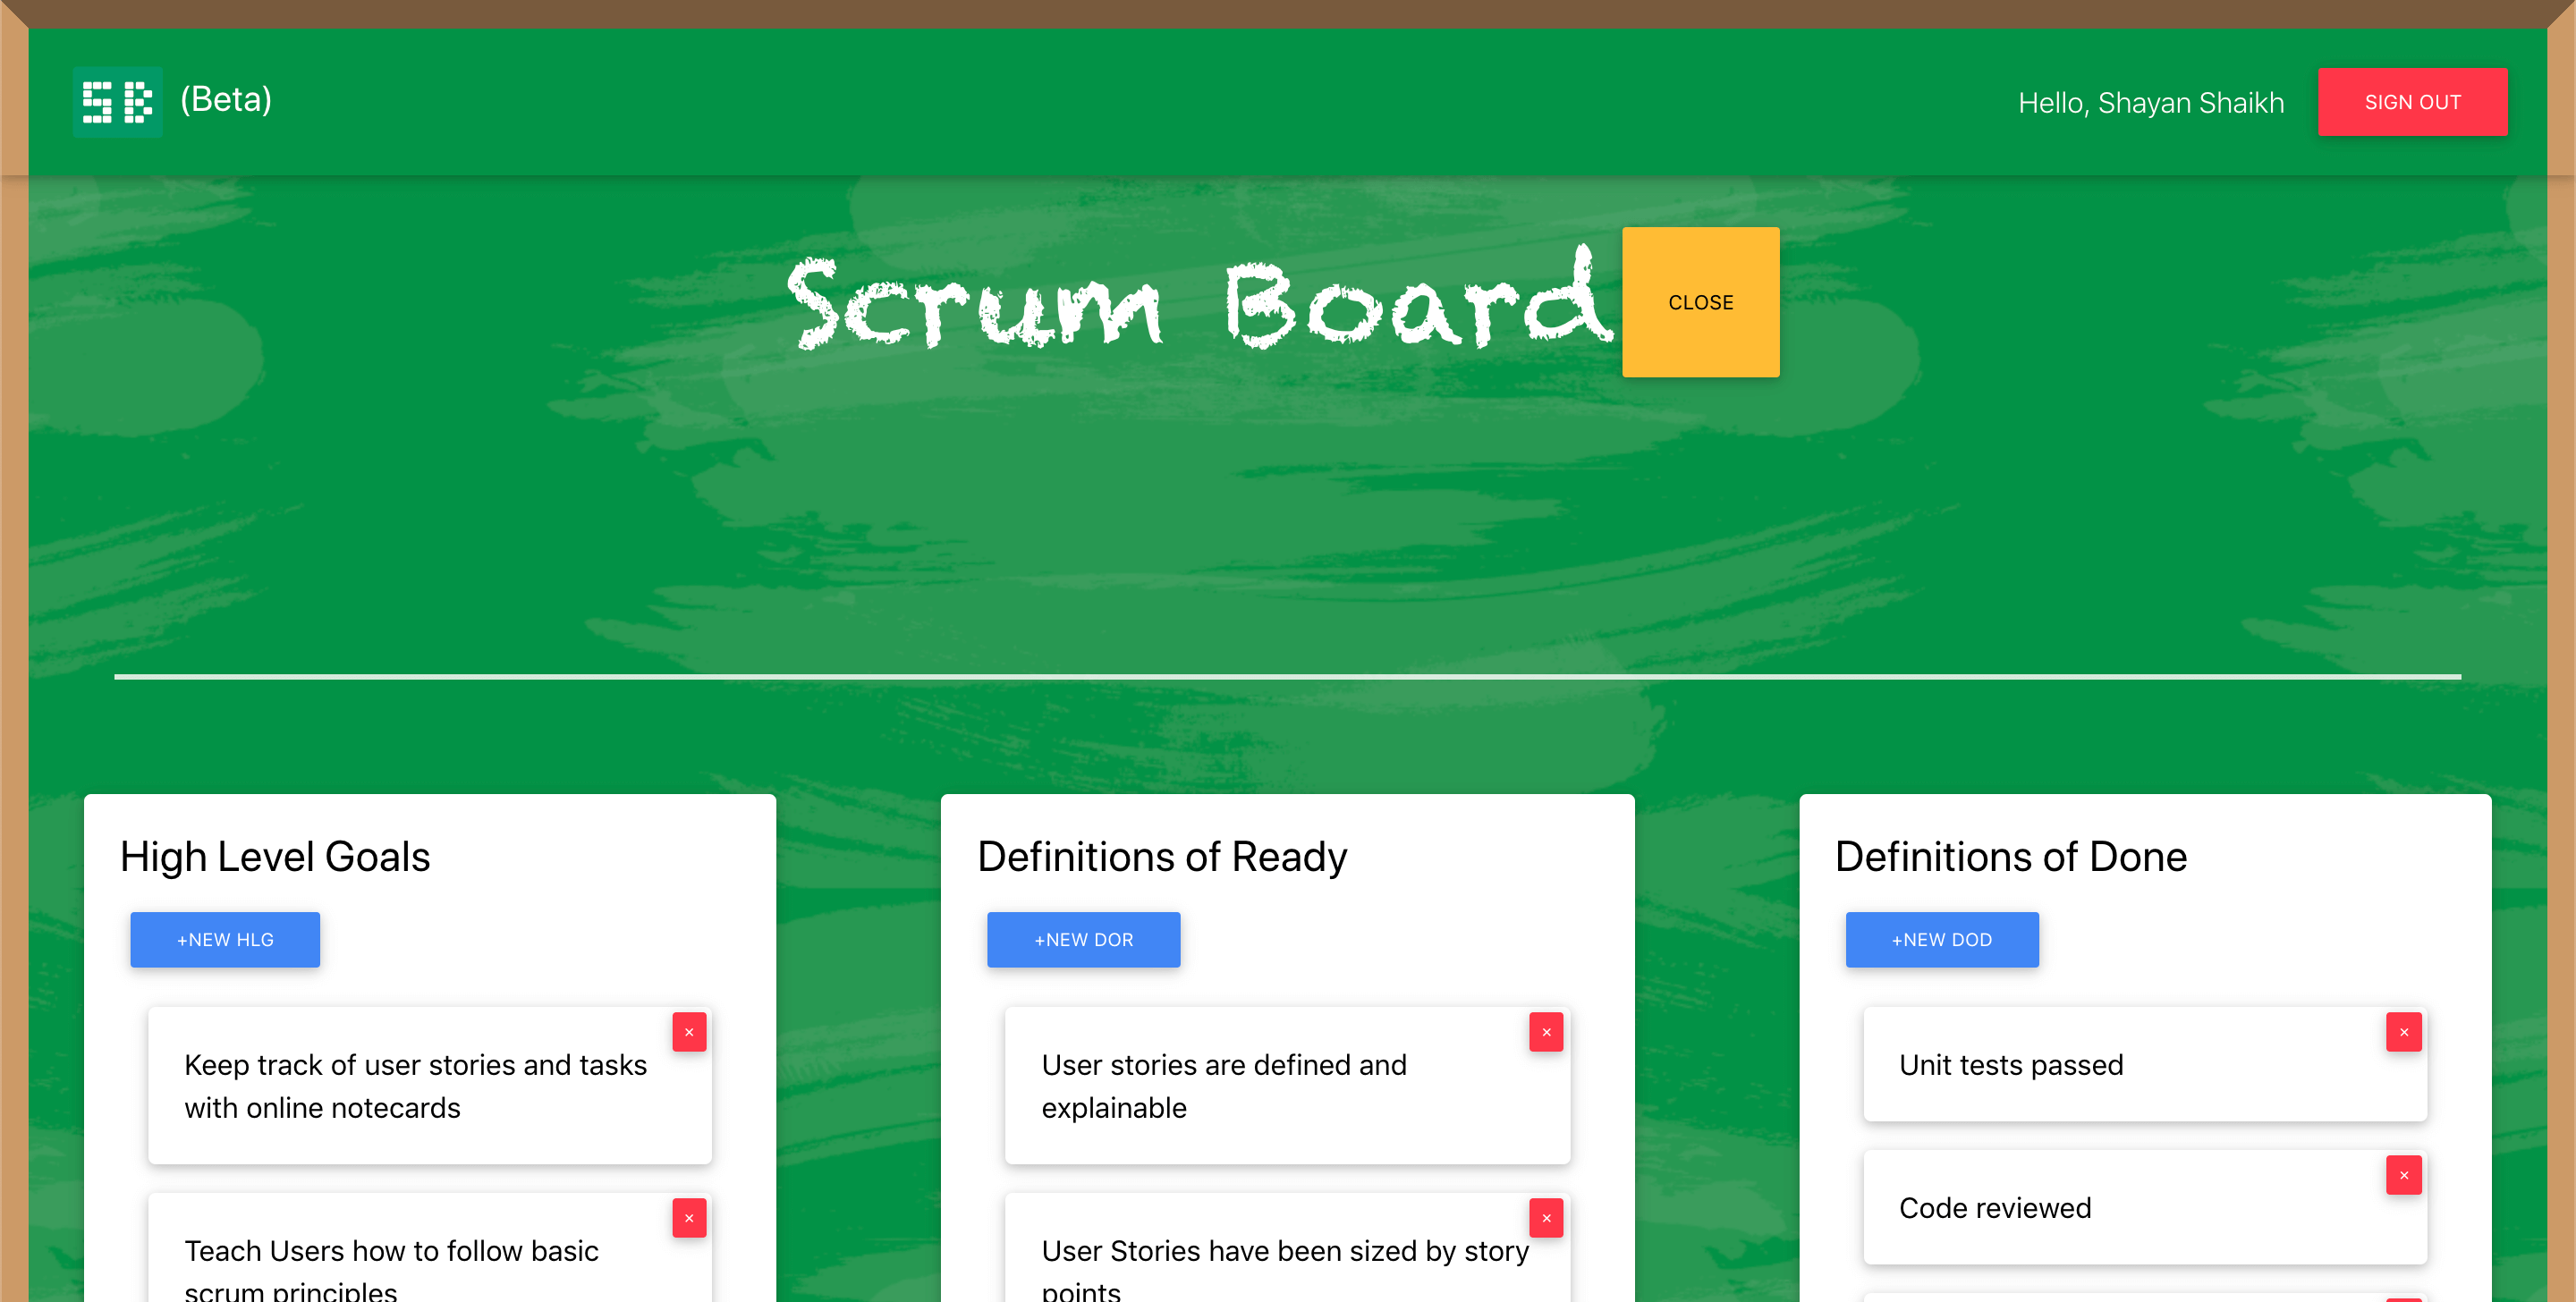 SB (Beta)
Hello, Shayan Shaikh
SIGN OUT
Scrum Board
CLOSE
High Level Goals
+NEW HLG
×
Keep track of user stories and tasks
with online notecards
×
Teach Users how to follow basic
scrum principles
Definitions of Ready
+NEW DOR
×
User stories are defined and
explainable
×
User Stories have been sized by story
points
Definitions of Done
+NEW DOD
×
Unit tests passed
×
Code reviewed